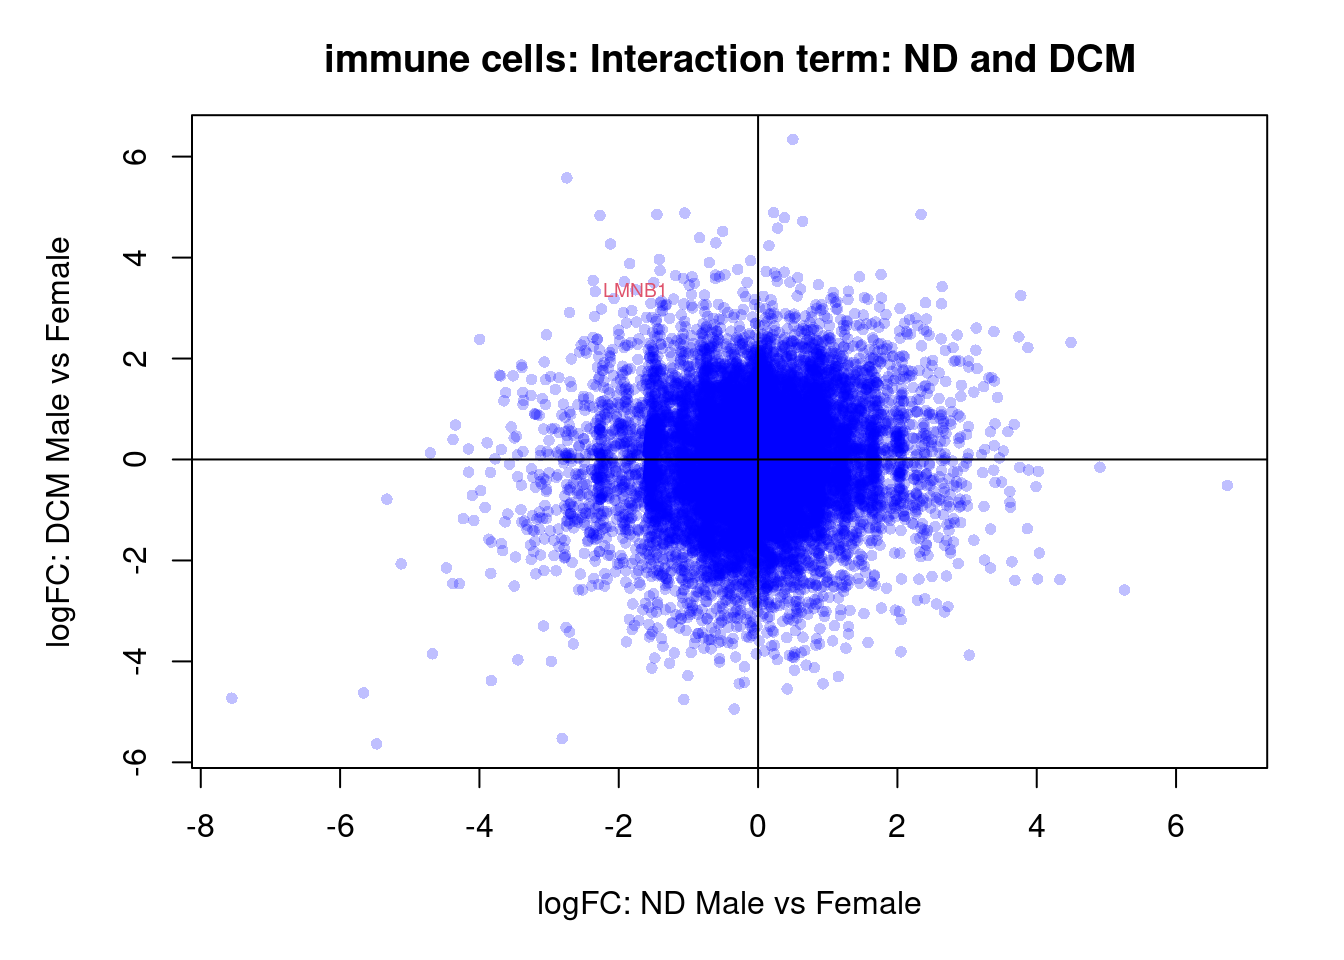 immune cells: Interaction term: ND and DCM
logFC: DCM Male vs Female
6
4
2
0
-2
-4
-6
LMNB1
-8 -6 -4 -2 0 2 4 6
logFC: ND Male vs Female